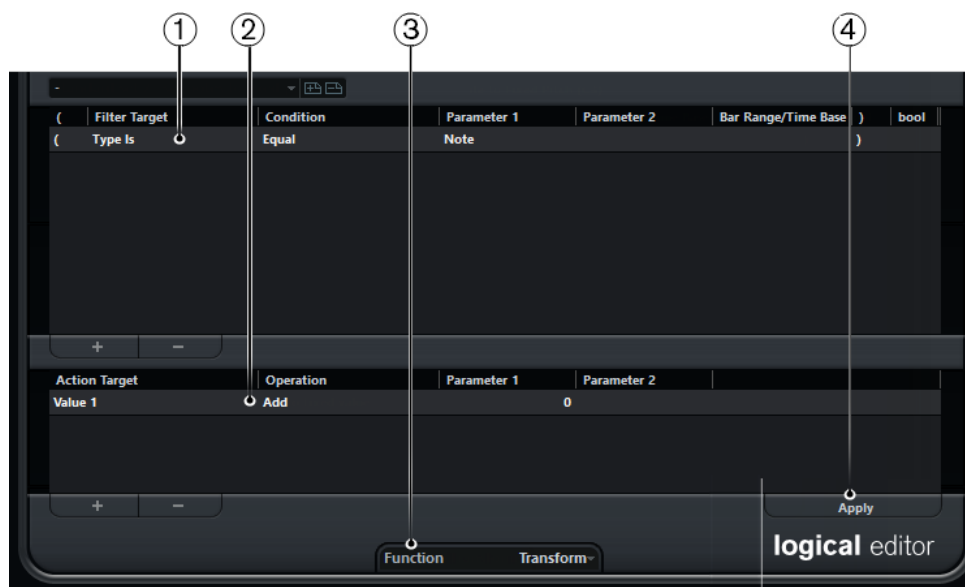 1 2 3 4
-
( Filter Target Condition Parameter 1 Parameter 2 Bar Range/Time Base ) bool
( Type Is Equal Note )
+ −
Action Target Operation Parameter 1 Parameter 2
Value 1 Add 0
+ −
Apply
Function Transform
logical editor